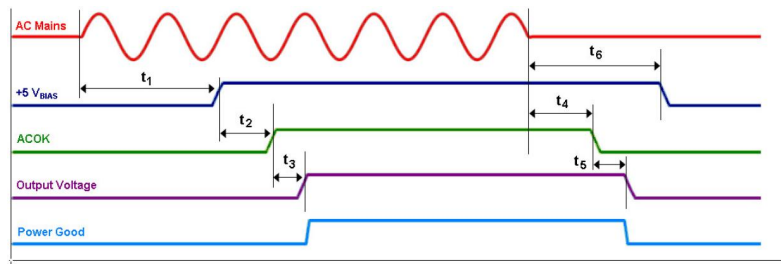 AC Mains
t6
t1
+5 VBIAS
t4
t2
ACOK
t5
t3
Output Voltage
Power Good